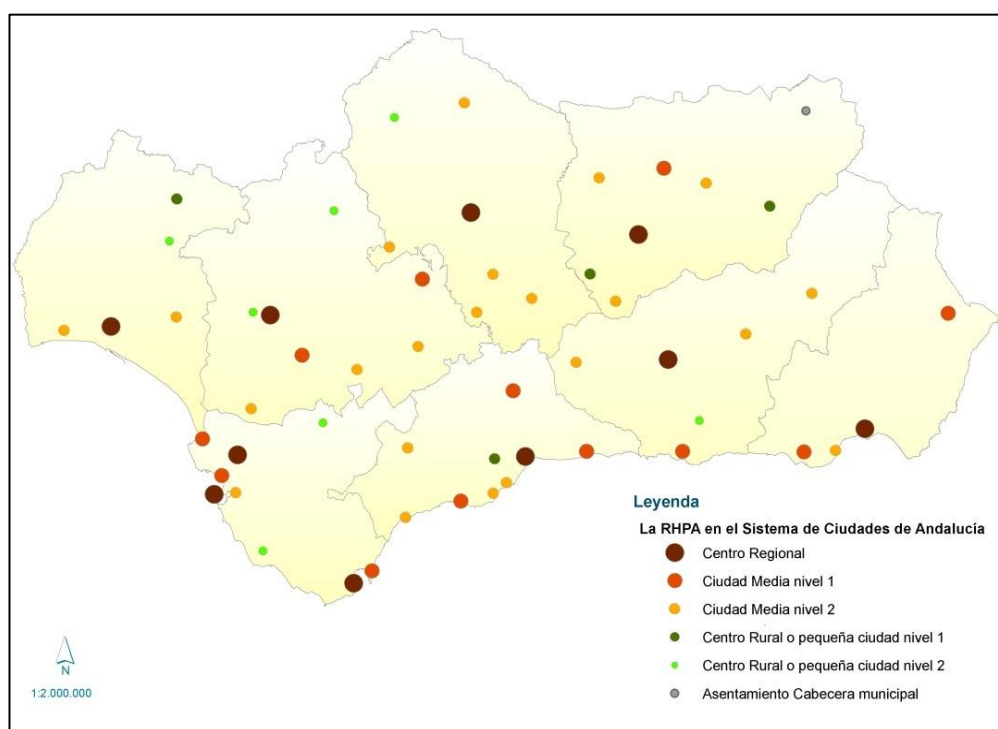 Leyenda
La RHPA en el Sistema de Ciudades de Andalucía
Centro Regional
Ciudad Media nivel 1
Ciudad Media nivel 2
Centro Rural o pequeña ciudad nivel 1
Centro Rural o pequeña ciudad nivel 2
Asentamiento Cabecera municipal
N
1:2.000.000